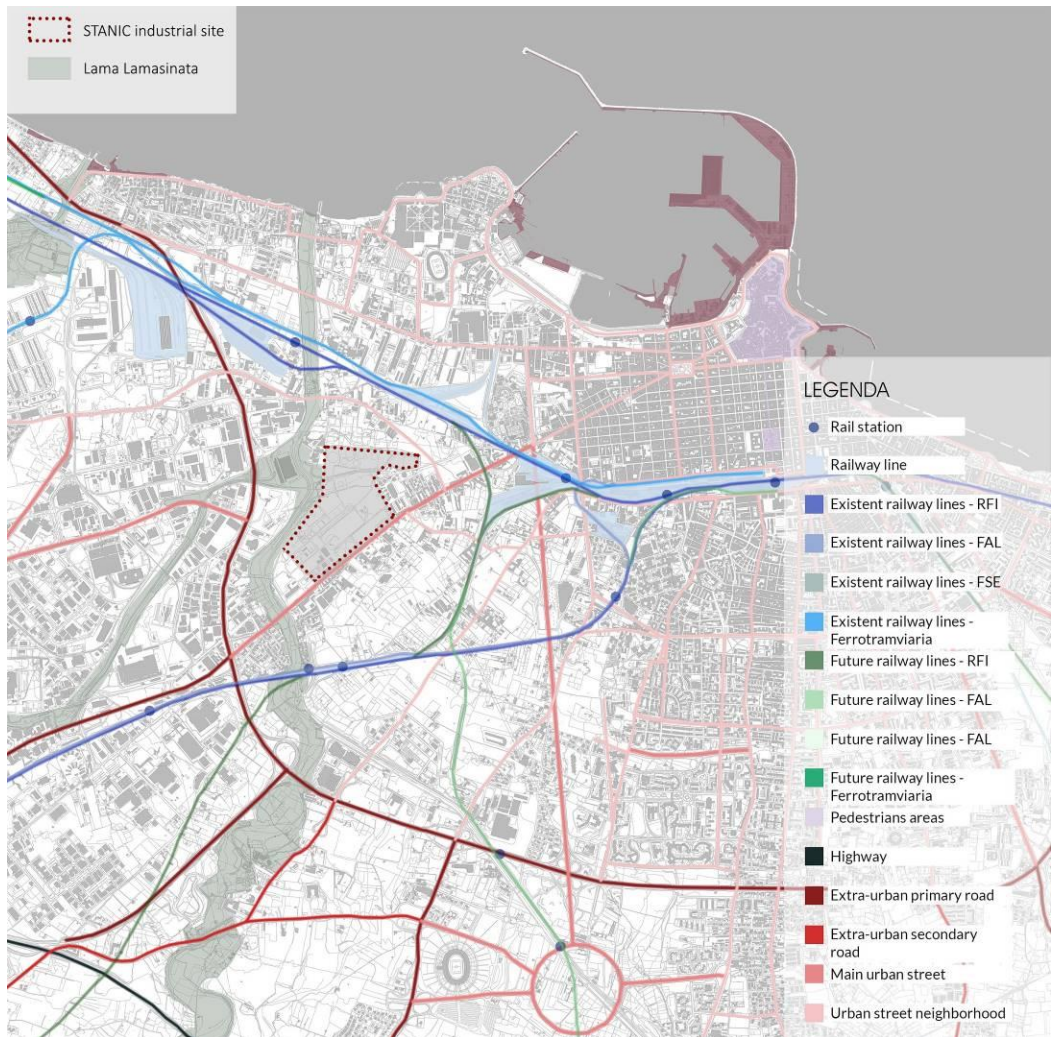 STANIC industrial site
Lama Lamasinata
LEGENDA
Rail station
Railway line
Existent railway lines - RFI
Existent railway lines - FAL
Existent railway lines - FSE
Existent railway lines -
Ferrotramviaria
Future railway lines - RFI
Future railway lines - FAL
Future railway lines - FAL
Future railway lines -
Ferrotramviaria
Pedestrians areas
Highway
Extra-urban primary road
Extra-urban secondary
road
Main urban street
Urban street neighborhood